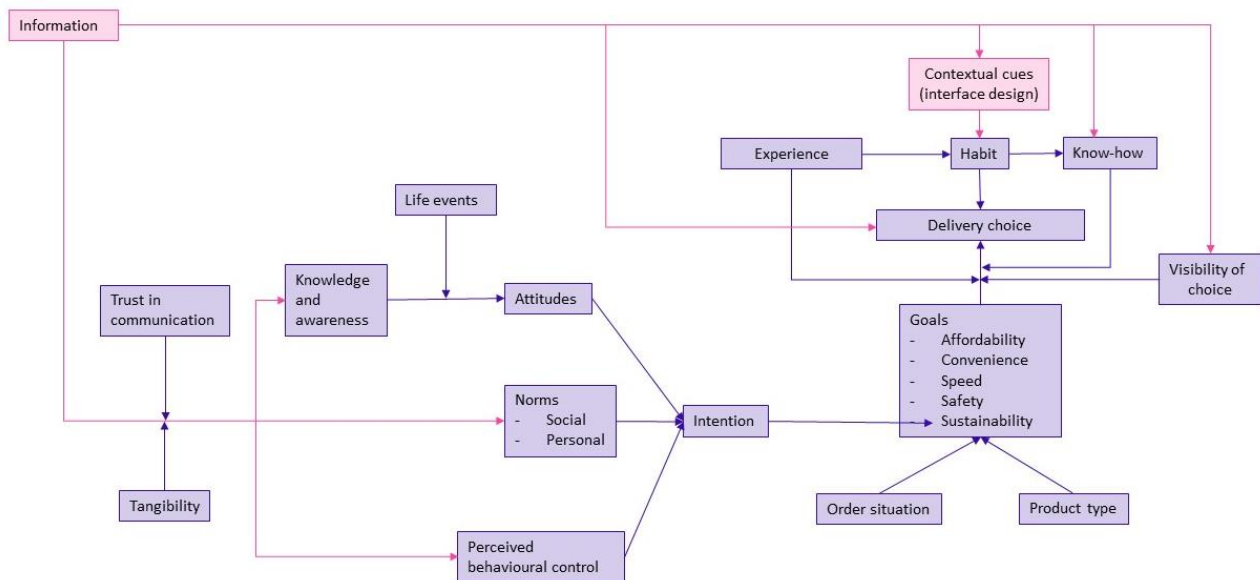 Information
Contextual cues
(interface design)
Experience
Habit
Know-how
Life events
Delivery choice
Knowledge
and
awareness
Attitudes
Visibility of
choice
Trust in
communication
Goals
- Affordability
- Convenience
- Speed
- Safety
- Sustainability
Norms
- Social
- Personal
Intention
Tangibility
Order situation
Product type
Perceived
behavioural control